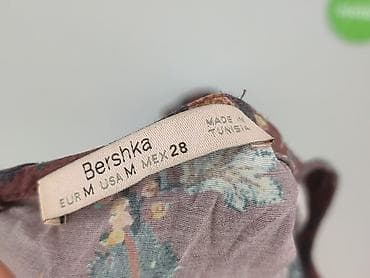 Bershka
EUR M USA M MEX 28
MADE IN
TUNISIA